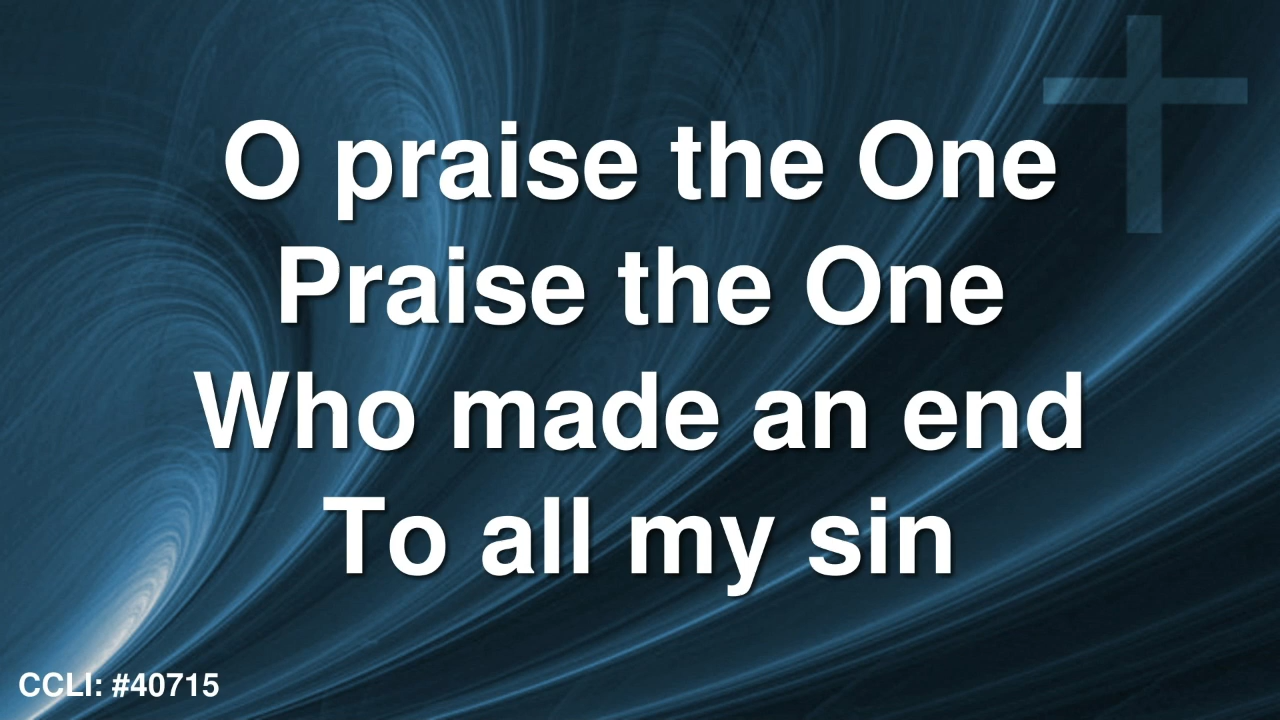 O praise the One
Praise the One
Who made an end
To all my sin
CCLI: #40715